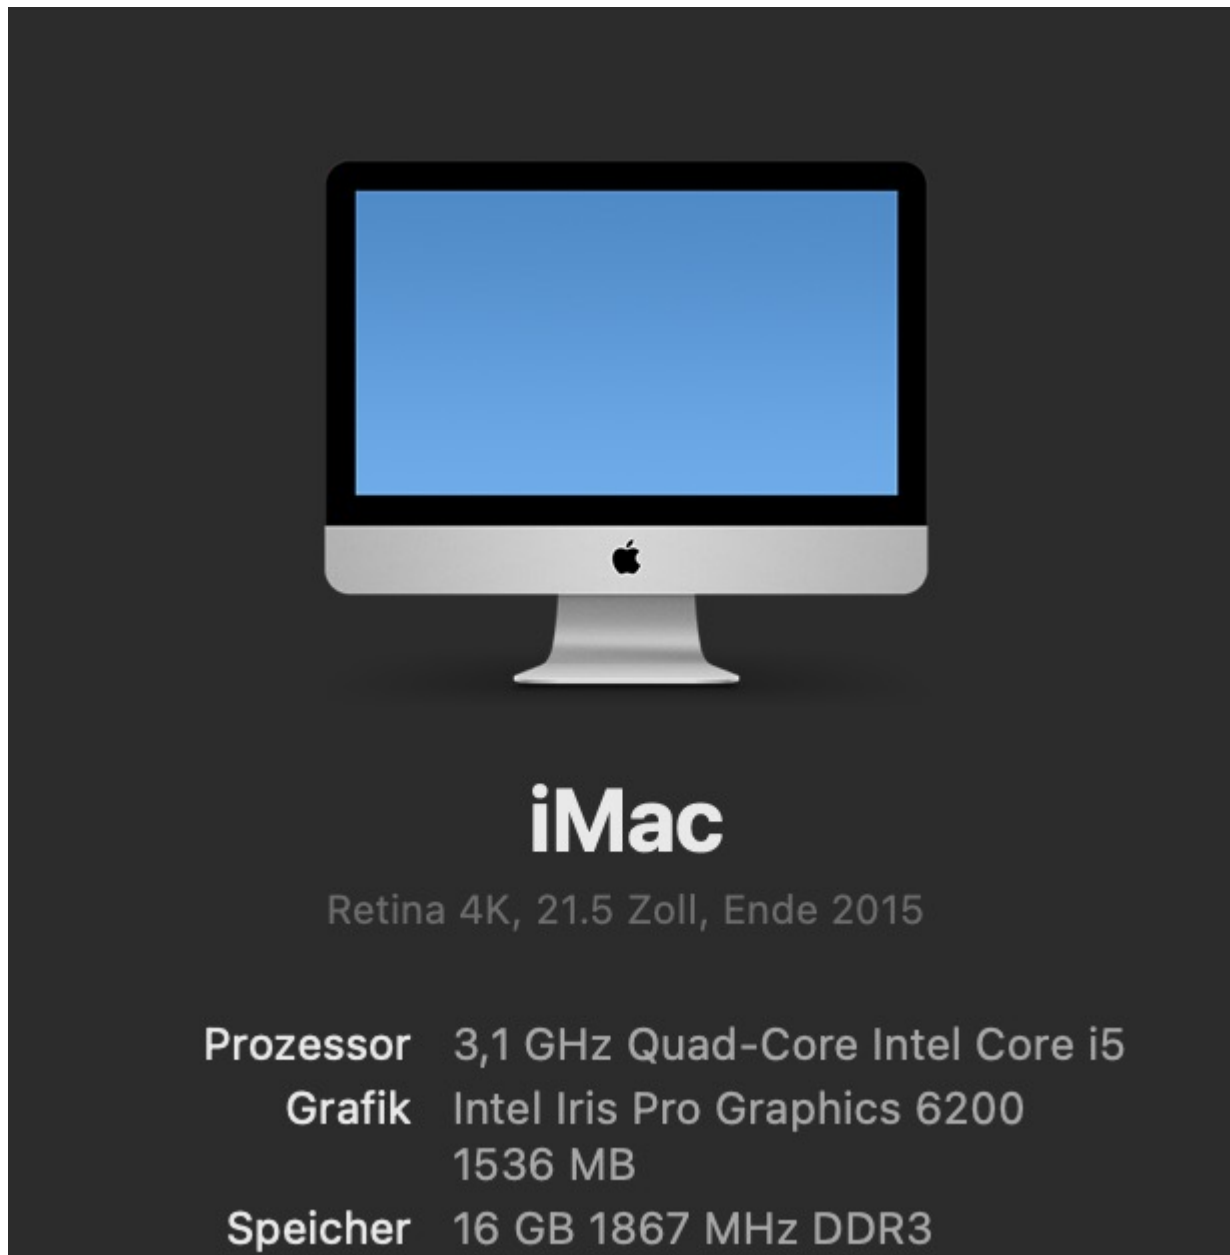 iMac
Retina 4K, 21.5 Zoll, Ende 2015
Prozessor 3,1 GHz Quad-Core Intel Core i5
Grafik Intel Iris Pro Graphics 6200
1536 MB
Speicher 16 GB 1867 MHz DDR3